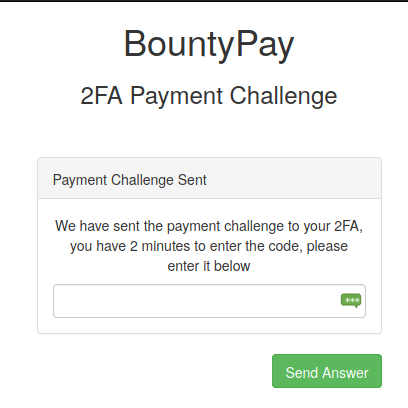 BountyPay
2FA Payment Challenge
Payment Challenge Sent
We have sent the payment challenge to your 2FA,
you have 2 minutes to enter the code, please
enter it below
***
Send Answer